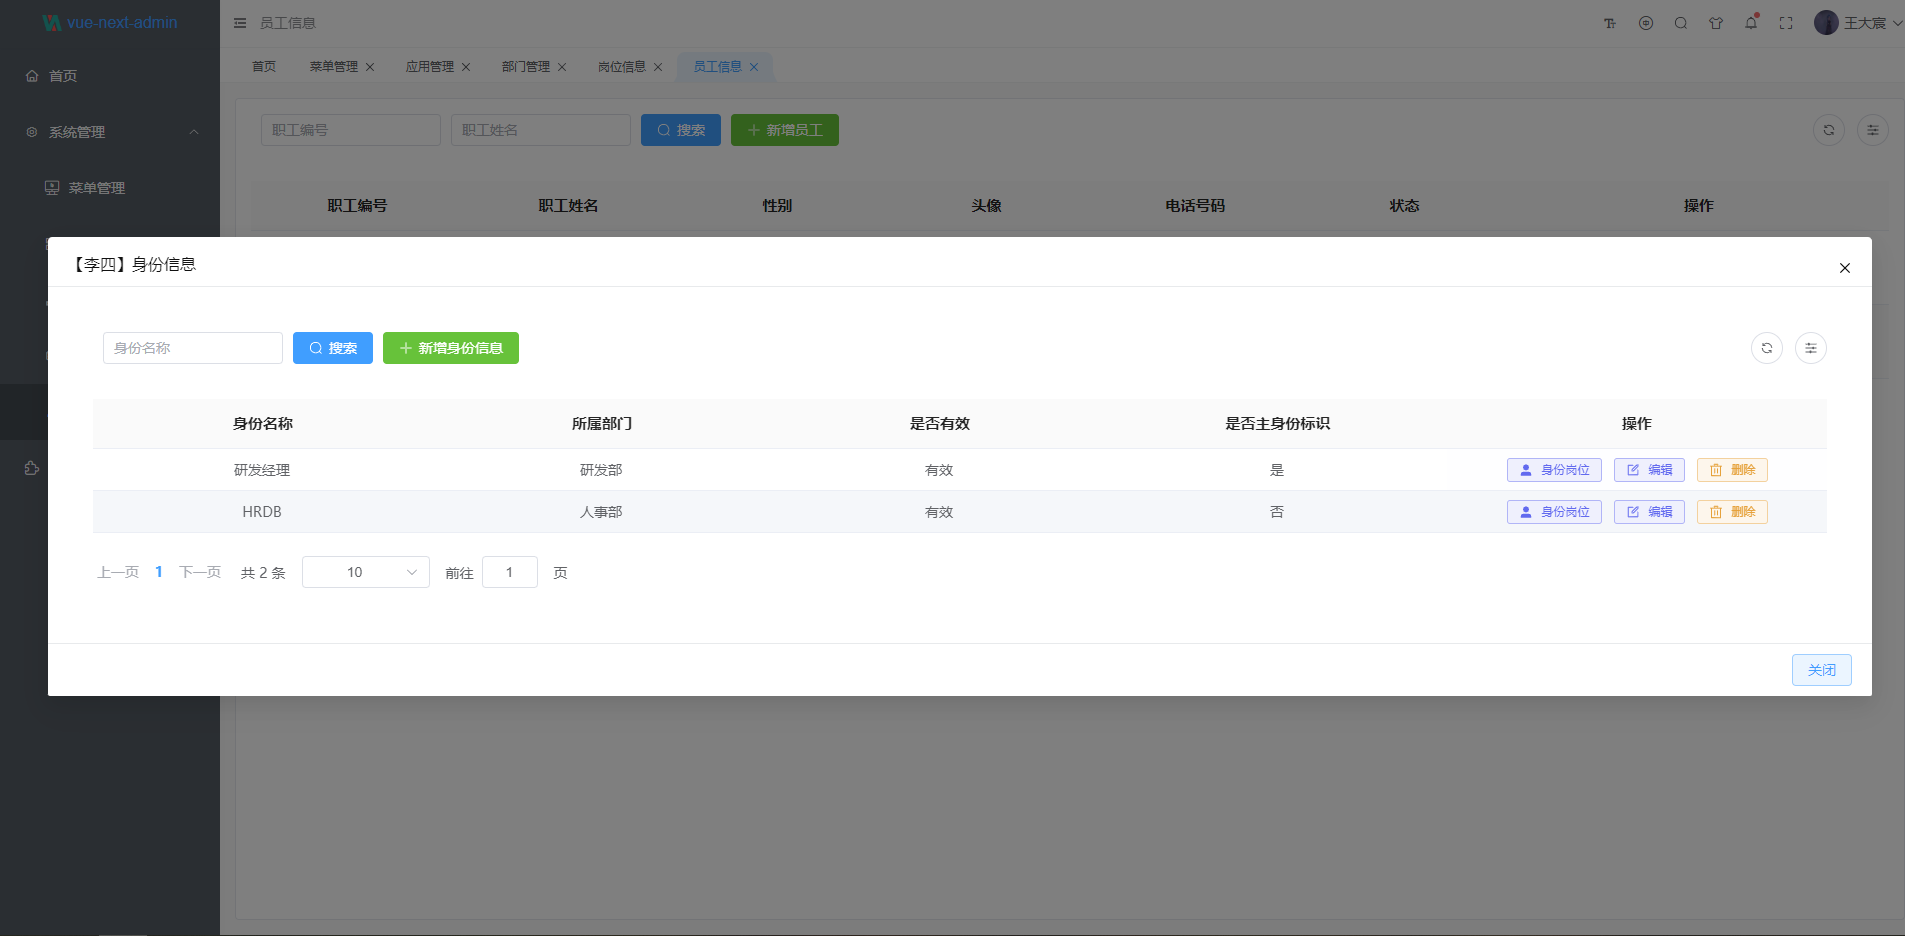 vue-next-admin
员工信息
王大宸
首页
系统管理
菜单管理
首页 菜单管理 应用管理 部门管理 岗位信息 员工信息
职工编号 职工姓名 搜索 新增员工
职工编号 职工姓名 性别 头像 电话号码 状态 操作
【李四】身份信息
身份名称 搜索 新增身份信息
身份名称 所属部门 是否有效 是否主身份标识 操作
研发经理 研发部 有效 是 身份岗位 编辑 删除
HRDB 人事部 有效 否 身份岗位 编辑 删除
上一页 1 下一页 共 2 条 10 前往 1 页
关闭